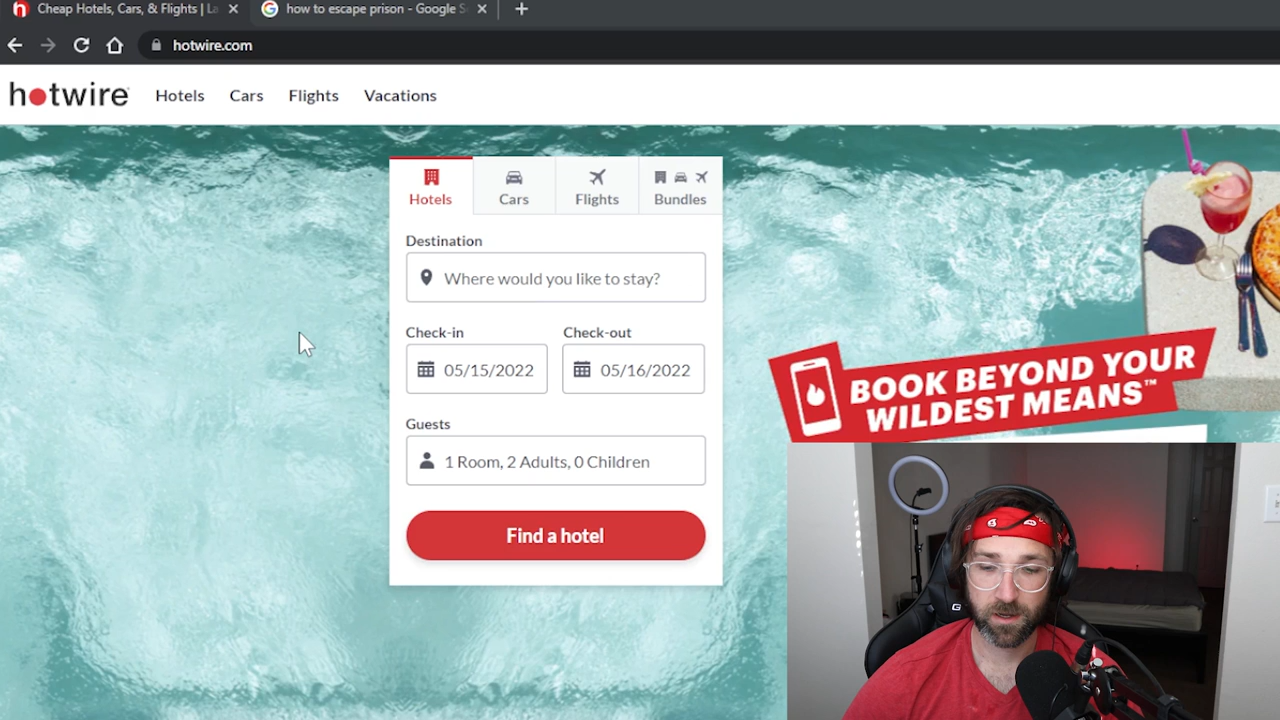 Cheap Hotels, Cars, & Flights | La
how to escape prison - Google S
hotwire.com
hotwire
Hotels
Cars
Flights
Vacations
Hotels
Cars
Flights
Bundles
Destination
Where would you like to stay?
Check-in
Check-out
05/15/2022
05/16/2022
Guests
1 Room, 2 Adults, 0 Children
Find a hotel
BOOK BEYOND YOUR
WILDEST MEANS™